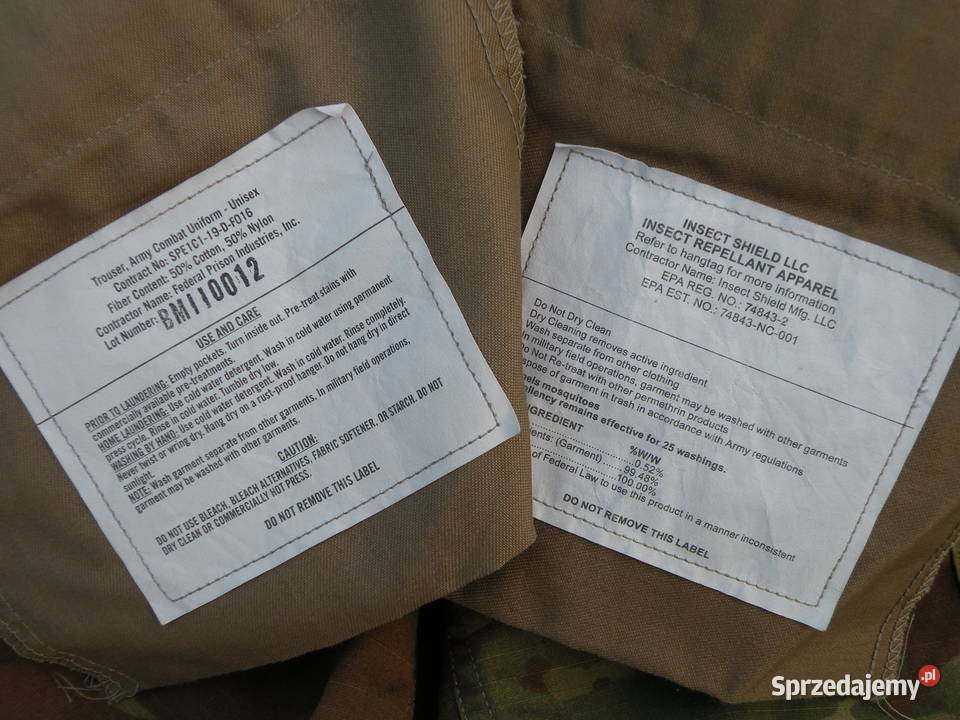 Trouser, Army Combat Uniform - Unisex
Contract No: SPE1C1-19-D-F016
Fiber Content: 50% Cotton, 50% Nylon
Contractor Name: Federal Prison Industries, Inc.
Lot Number: BM110012
USE AND CARE
PRIOR TO LAUNDERING: Empty pockets. Turn inside out. Pre-treat stains with
commercially available pre-treatments.
HOME LAUNDERING: Use cold water detergent. Wash in cold water using permanent
press cycle. Rinse in cold water. Tumble dry low.
WASHING BY HAND: Use cold water detergent. Wash in cold water. Rinse completely.
Never twist or wring dry. Hang dry on a rust-proof hanger. Do not hang dry in direct
sunlight.
NOTE: Wash garment separate from other garments. In military field operations,
garment may be washed with other garments.
CAUTION:
DO NOT USE BLEACH, BLEACH ALTERNATIVES, FABRIC SOFTENER, OR STARCH. DO NOT
DRY CLEAN OR COMMERCIALLY HOT PRESS.
DO NOT REMOVE THIS LABEL
INSECT SHIELD LLC
INSECT REPELLANT APPAREL
Refer to hangtag for more information
Contractor Name: Insect Shield Mfg. LLC
EPA REG. NO.: 74843-2
EPA EST. NO.: 74843-NC-001
Do Not Dry Clean
Dry Cleaning removes active ingredient
Wash separate from other clothing
In military field operations, garment may be washed with other garments
Do Not Re-treat with other permethrin products
pose of garment in trash in accordance with Army regulations
els mosquitoes
ellency remains effective for 25 washings.
NGREDIENT %W/W
0.52%
ents: (Garment) 99.48%
100.00%
of Federal Law to use this product in a manner inconsistent
DO NOT REMOVE THIS LABEL
Sprzedajemy.pl